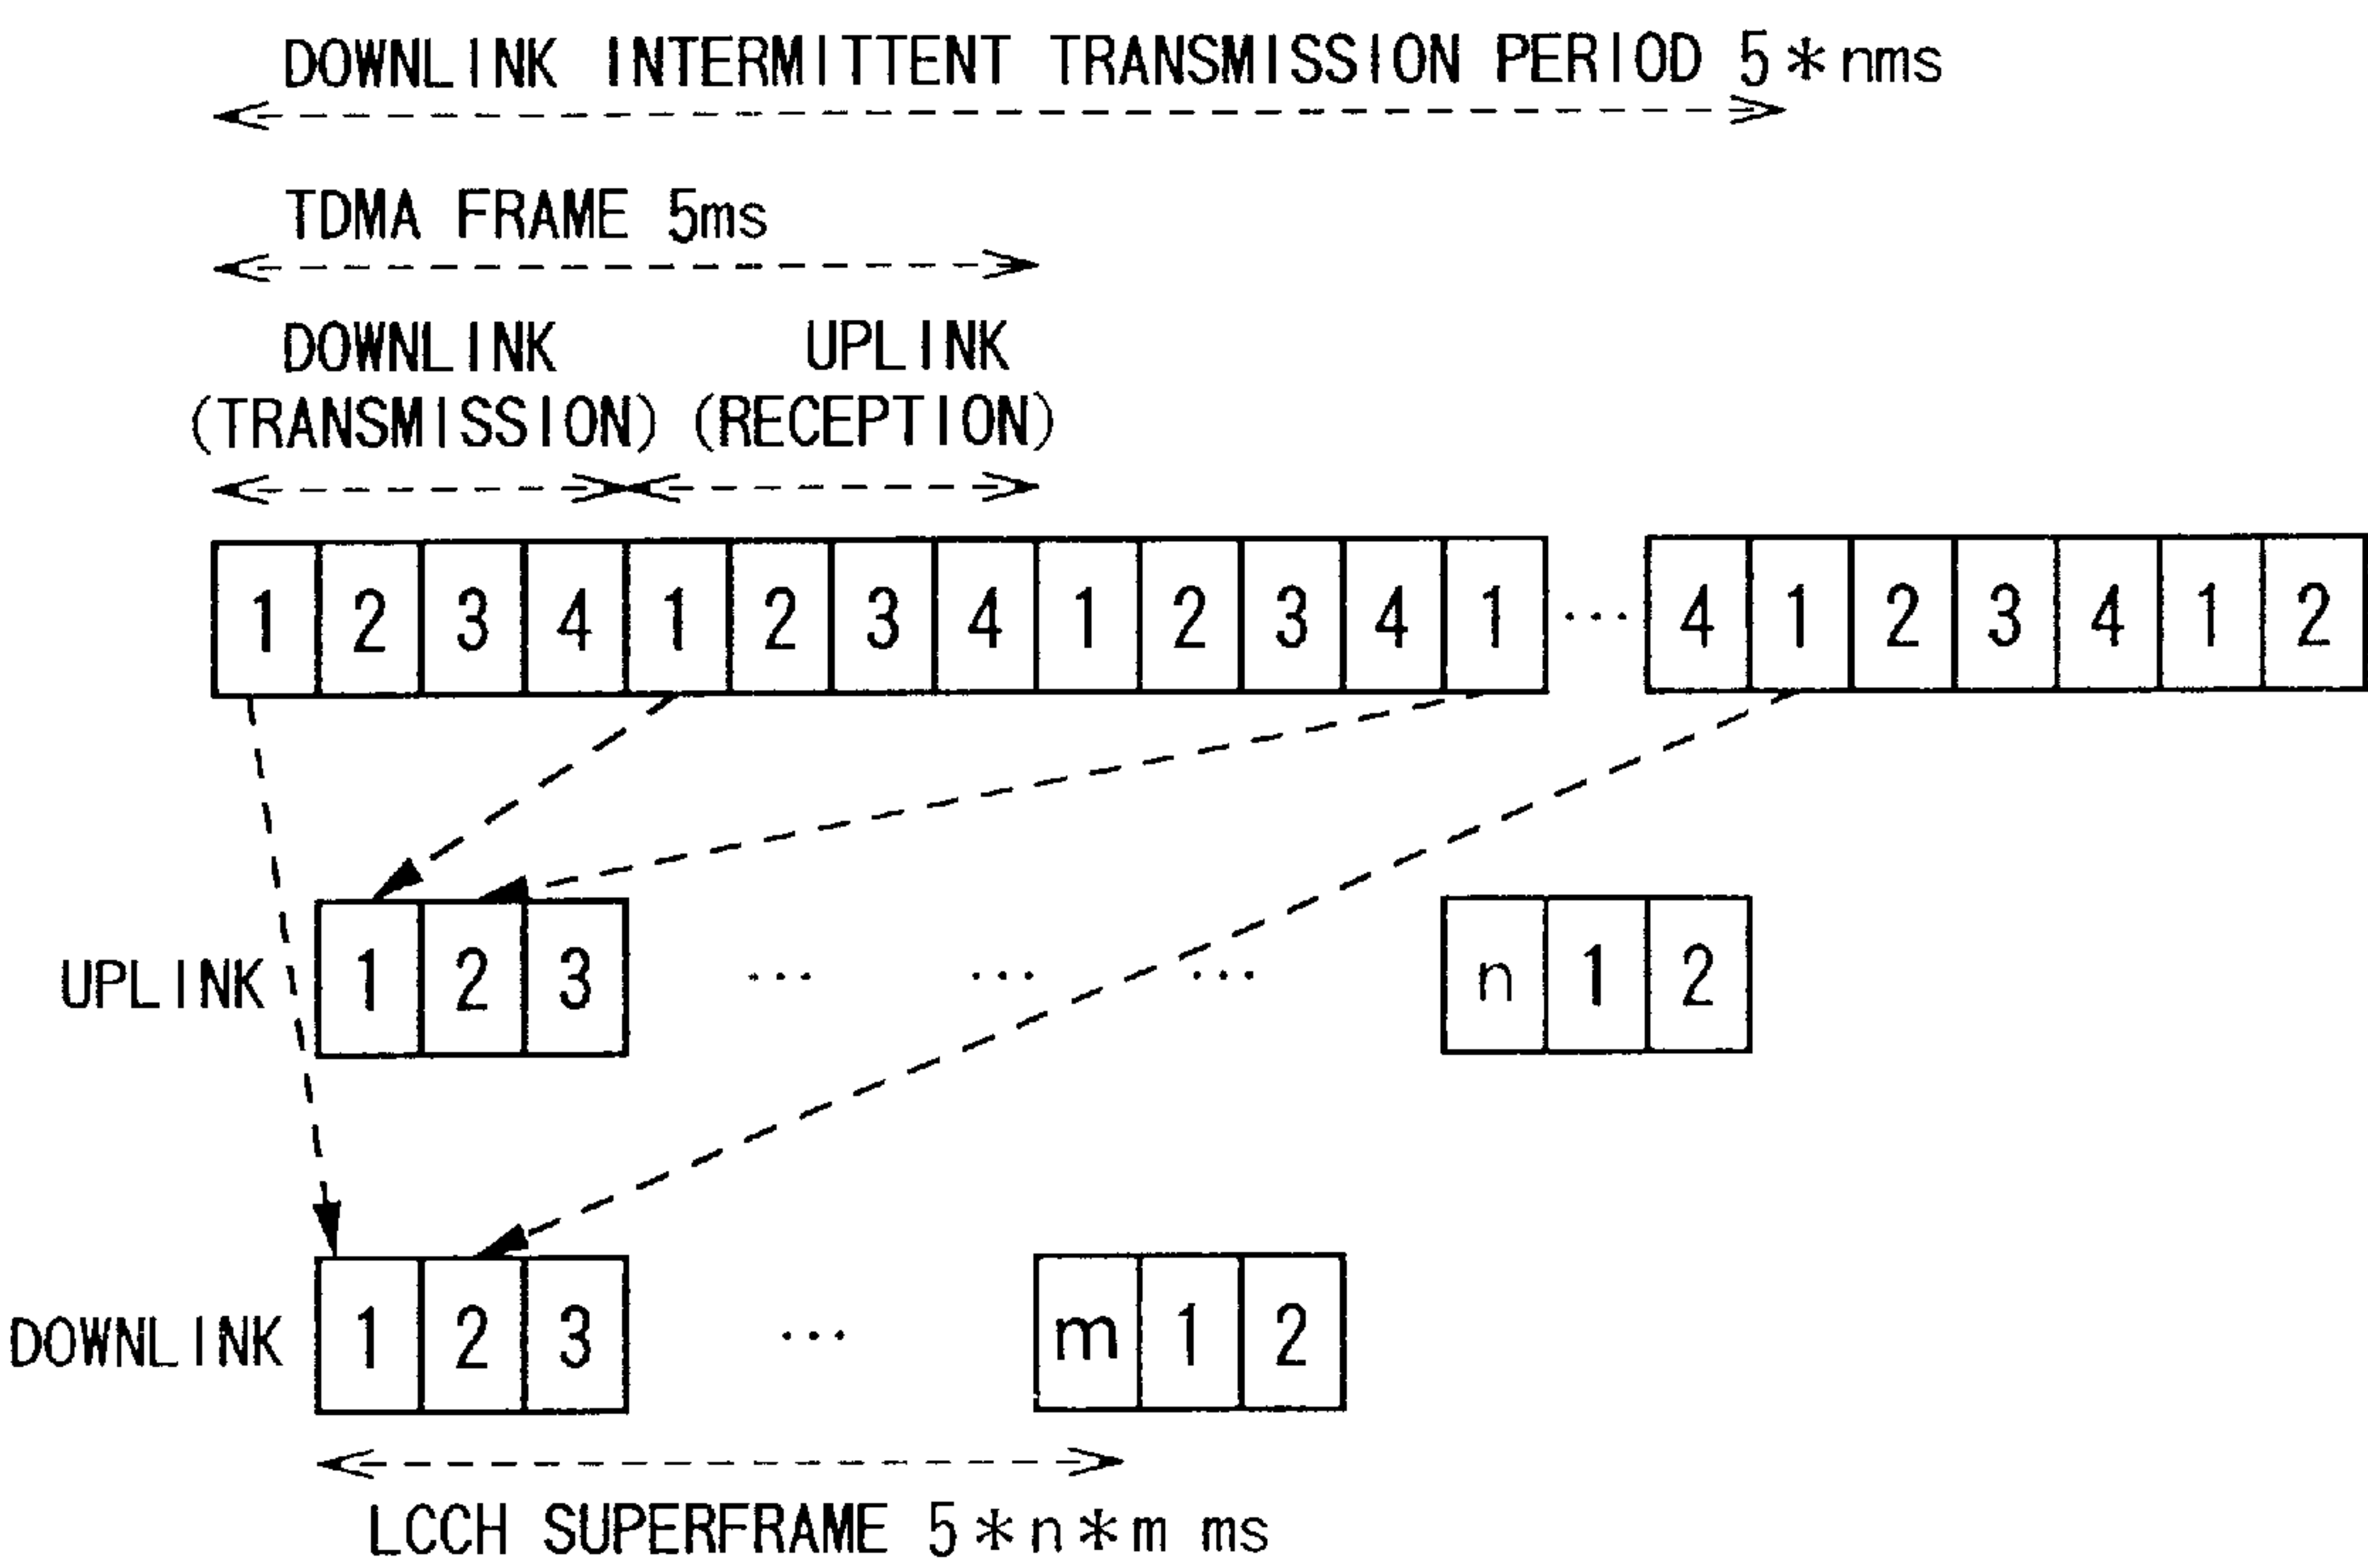 DOWNLINK INTERMITTENT TRANSMISSION PERIOD 5*nms
TDMA FRAME 5ms
DOWNLINK UPLINK
(TRANSMISSION) (RECEPTION)
1 2 3 4 1 2 3 4 1 2 3 4 1 ... 4 1 2 3 4 1 2
UPLINK 1 2 3 ... ... ... n 1 2
DOWNLINK 1 2 3 ... m 1 2
LCCH SUPERFRAME 5*n*m ms